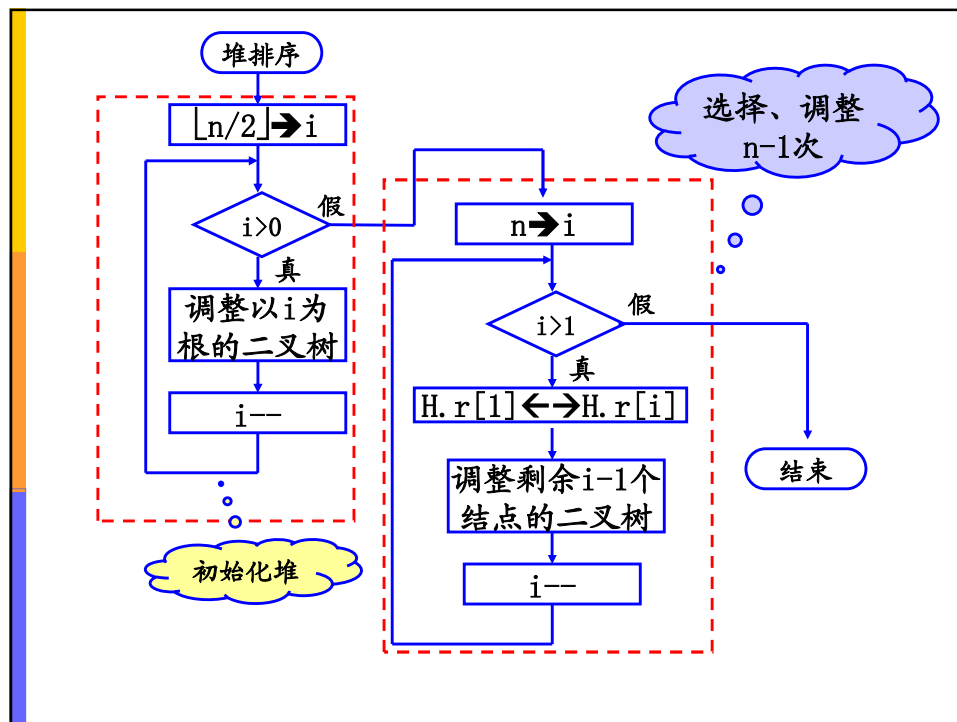 堆排序
⌊n/2⌋➔i
i>0
假
真
调整以i为
根的二叉树
i--
初始化堆
选择、调整
n-1次
n➔i
i>1
假
真
H.r[1]←→H.r[i]
调整剩余i-1个
结点的二叉树
i--
结束